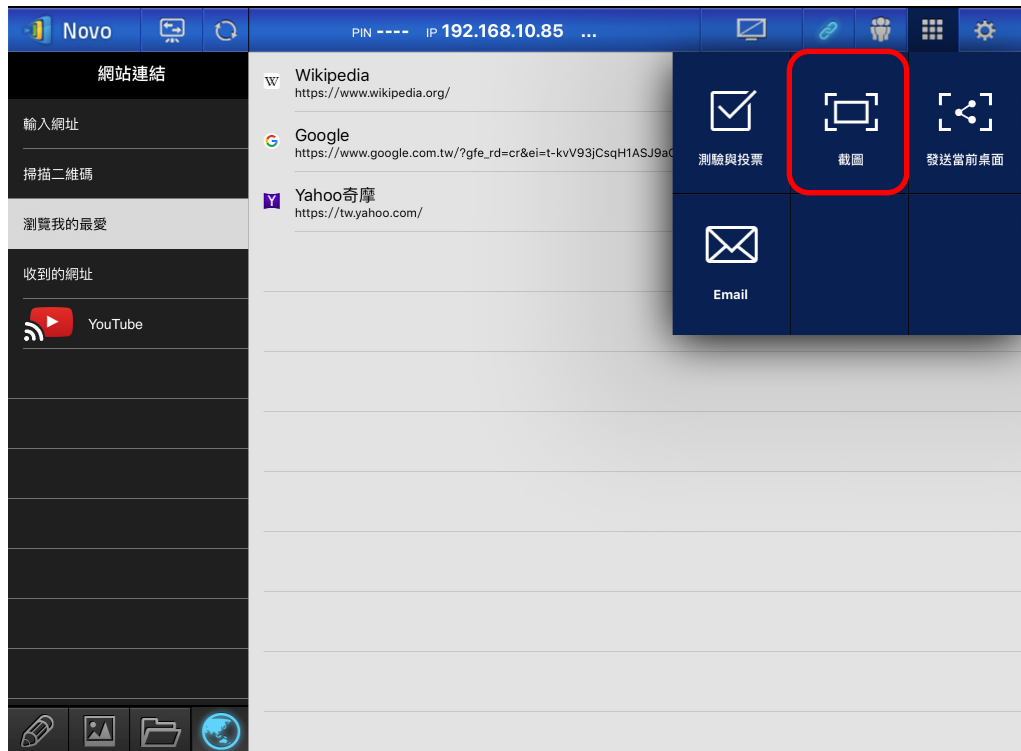 Novo
PIN ---- IP 192.168.10.85 ...
網站連結
輸入網址
掃描二維碼
瀏覽我的最愛
收到的網址
YouTube
W Wikipedia
https://www.wikipedia.org/
G Google
https://www.google.com.tw/?gfe_rd=cr&ei=t-kvV93jCsqH1ASJ9a
Y Yahoo奇摩
https://tw.yahoo.com/
測驗與投票
截圖
發送當前桌面
Email